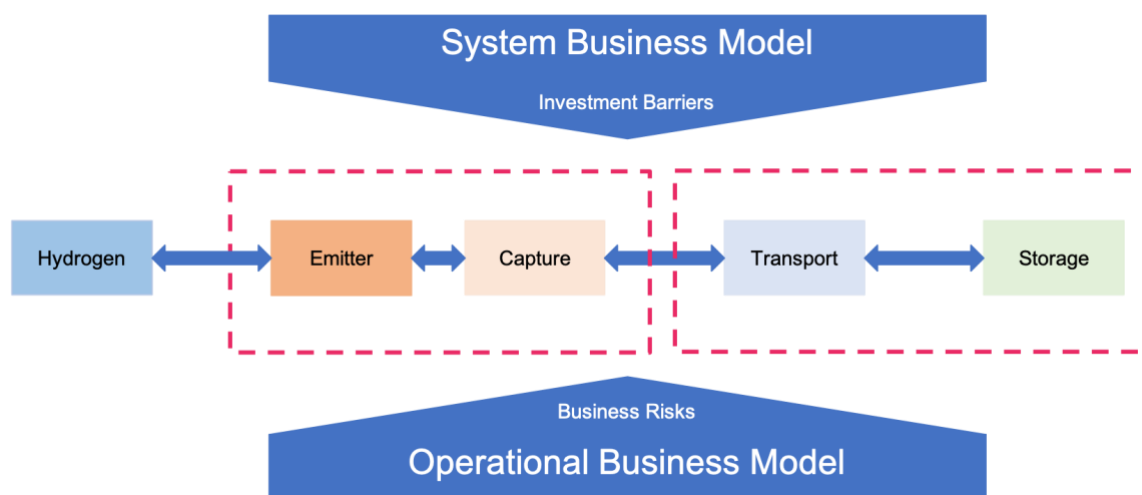 System Business Model
Investment Barriers
Hydrogen
Emitter
Capture
Transport
Storage
Business Risks
Operational Business Model